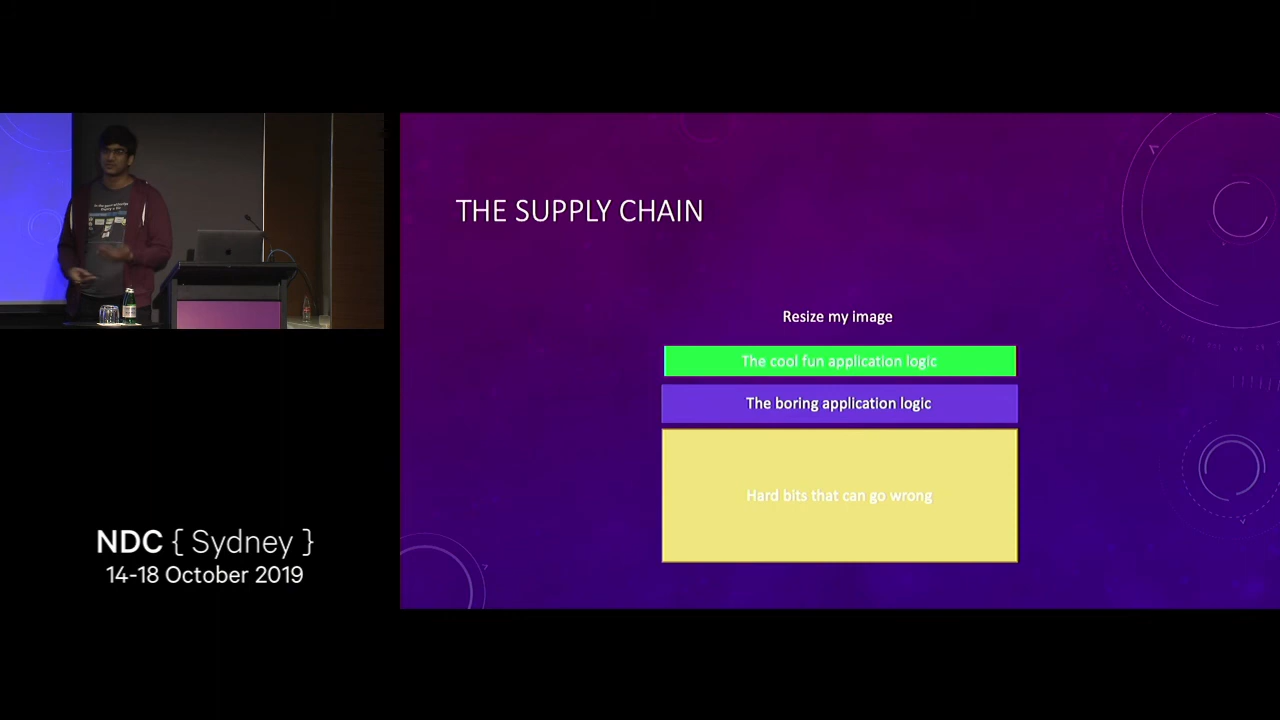 THE SUPPLY CHAIN
Resize my image
The cool fun application logic
The boring application logic
Hard bits that can go wrong
NDC { Sydney }
14-18 October 2019